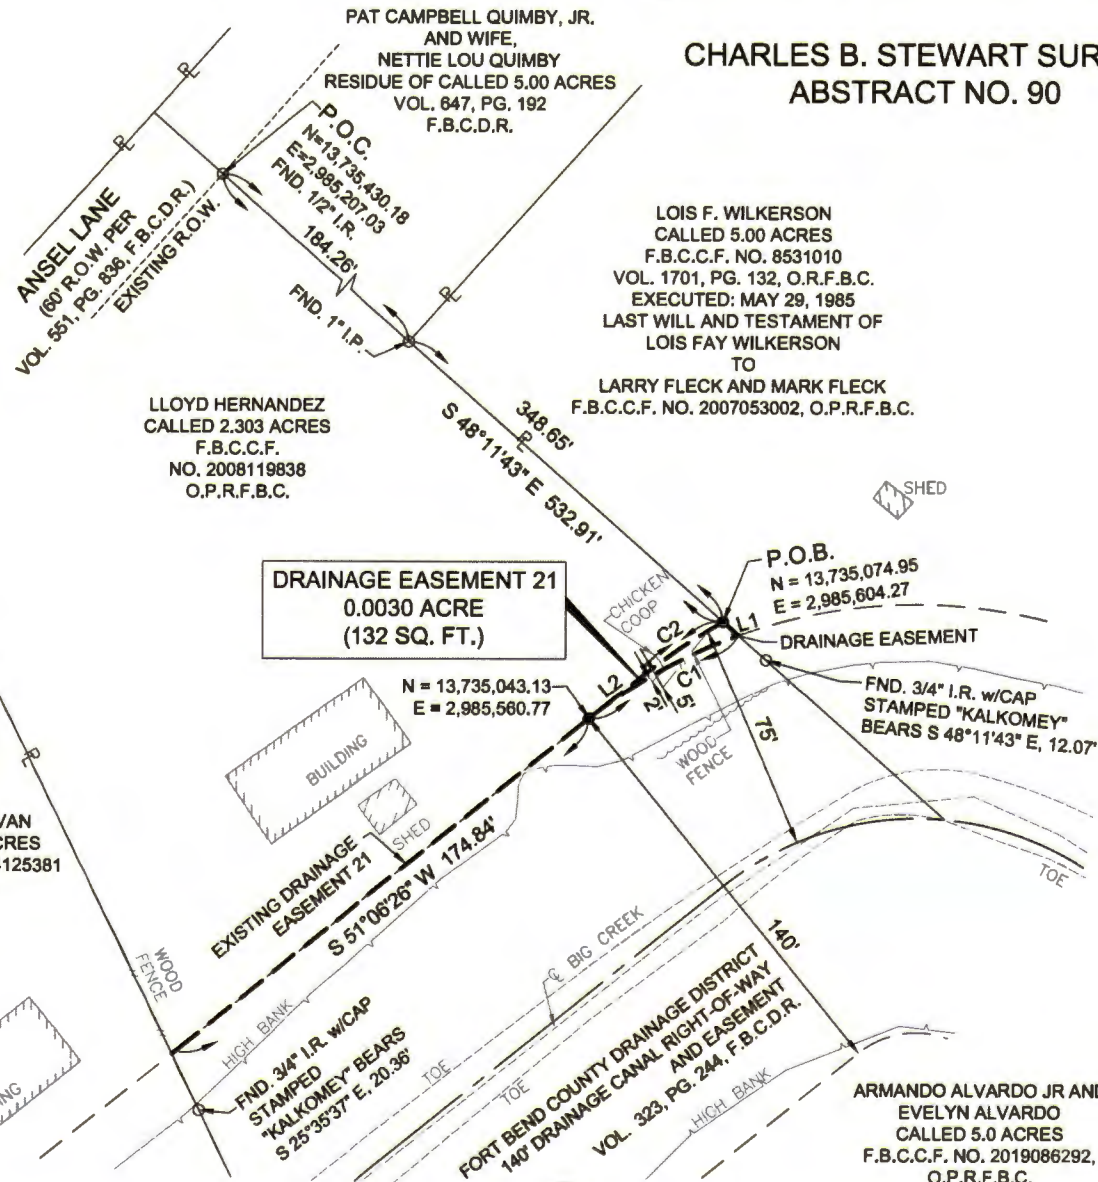 PAT CAMPBELL QUIMBY, JR.
AND WIFE,
NETTIE LOU QUIMBY
RESIDUE OF CALLED 5.00 ACRES
VOL. 647, PG. 192
F.B.C.D.R.
CHARLES B. STEWART SUR
ABSTRACT NO. 90
P.O.C.
N=13,735,430.18
E=2,985,207.03
FND. 1/2" I.R.
184.26'
ANSEL LANE
(60' R.O.W. PER
VOL. 551, PG. 836, F.B.C.D.R.)
EXISTING R.O.W.
FND. 1" I.P.
LOIS F. WILKERSON
CALLED 5.00 ACRES
F.B.C.C.F. NO. 8531010
VOL. 1701, PG. 132, O.R.F.B.C.
EXECUTED: MAY 29, 1985
LAST WILL AND TESTAMENT OF
LOIS FAY WILKERSON
TO
LARRY FLECK AND MARK FLECK
F.B.C.C.F. NO. 2007053002, O.P.R.F.B.C.
LLOYD HERNANDEZ
CALLED 2.303 ACRES
F.B.C.C.F.
NO. 2008119838
O.P.R.F.B.C.
348.65'
S 48°11'43" E 532.91'
SHED
DRAINAGE EASEMENT 21
0.0030 ACRE
(132 SQ. FT.)
CHICKEN
COOP
P.O.B.
N = 13,735,074.95
E = 2,985,604.27
L1
C2
C1
L2
2'
5'
DRAINAGE EASEMENT
N = 13,735,043.13
E = 2,985,560.77
FND. 3/4" I.R. w/CAP
STAMPED "KALKOMEY"
BEARS S 48°11'43" E, 12.07'
75'
WOOD
FENCE
BUILDING
SHED
VAN
CRES
125381
EXISTING DRAINAGE
EASEMENT 21
S 51°06'26" W 174.84'
TOE
WOOD
FENCE
℄ BIG CREEK
140'
HIGH BANK
FND. 3/4" I.R. w/CAP
STAMPED
"KALKOMEY" BEARS
S 25°35'37" E, 20.36'
TOE
TOE
FORT BEND COUNTY DRAINAGE DISTRICT
140' DRAINAGE CANAL RIGHT-OF-WAY
AND EASEMENT
VOL. 323, PG. 244, F.B.C.D.R.
HIGH BANK
NG
ARMANDO ALVARDO JR AND
EVELYN ALVARDO
CALLED 5.0 ACRES
F.B.C.C.F. NO. 2019086292,
O.P.R.F.B.C.